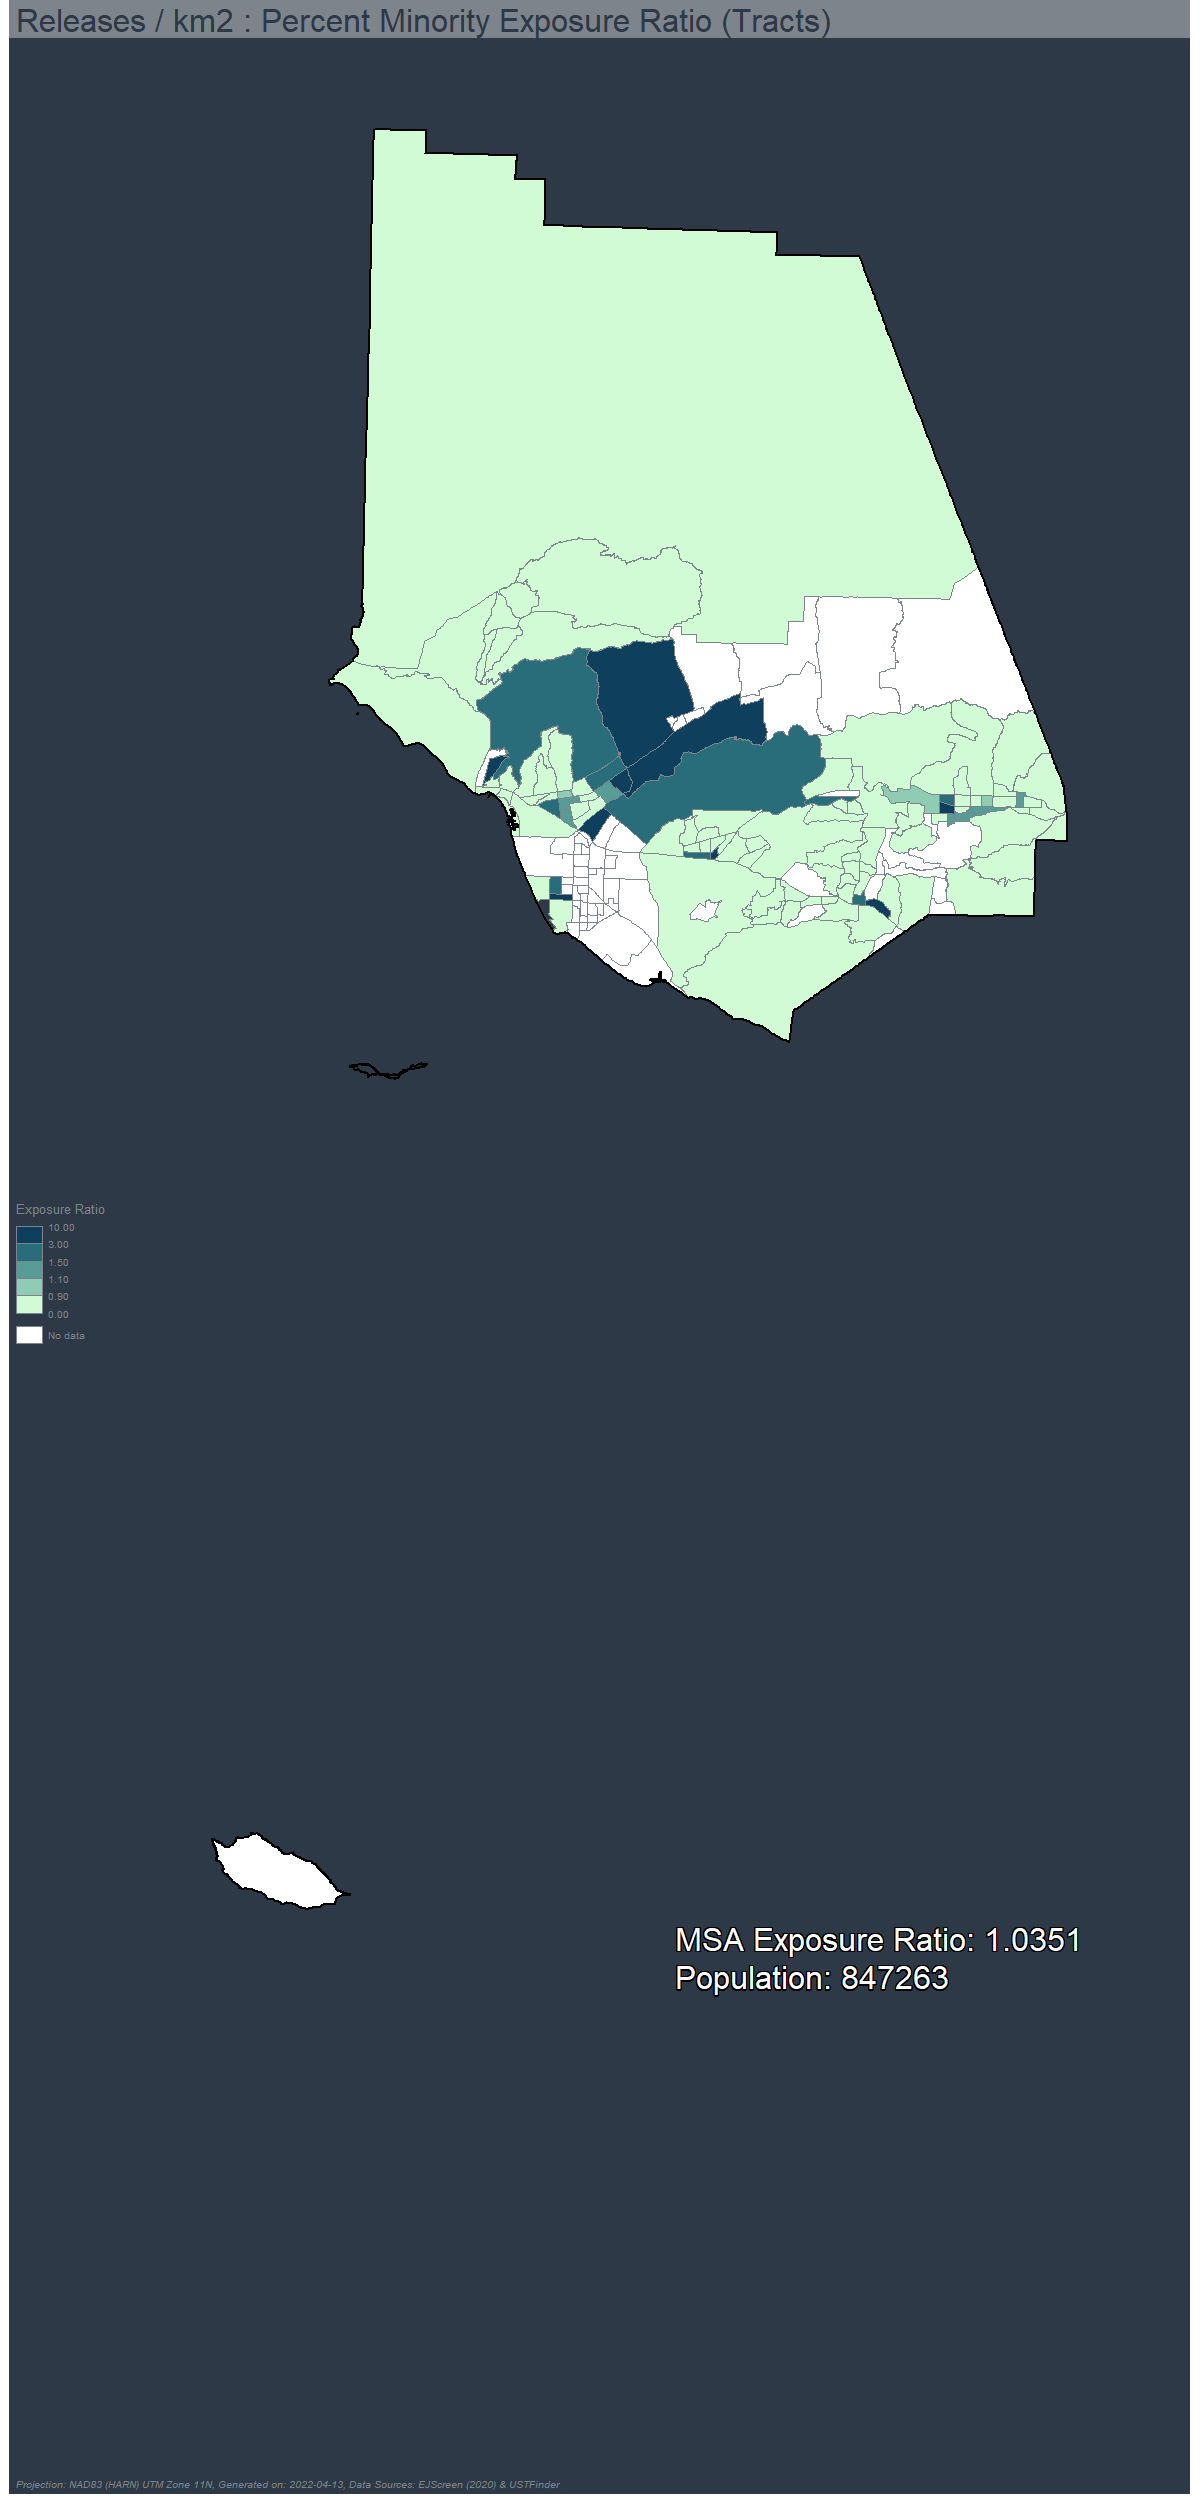 Releases / km2 : Percent Minority Exposure Ratio (Tracts)
Exposure Ratio
10.00
3.00
1.50
1.10
0.90
0.00
No data
MSA Exposure Ratio: 1.0351
Population: 847263
Projection: NAD83 (HARN) UTM Zone 11N, Generated on: 2022-04-13, Data Sources: EJScreen (2020) & USTFinder